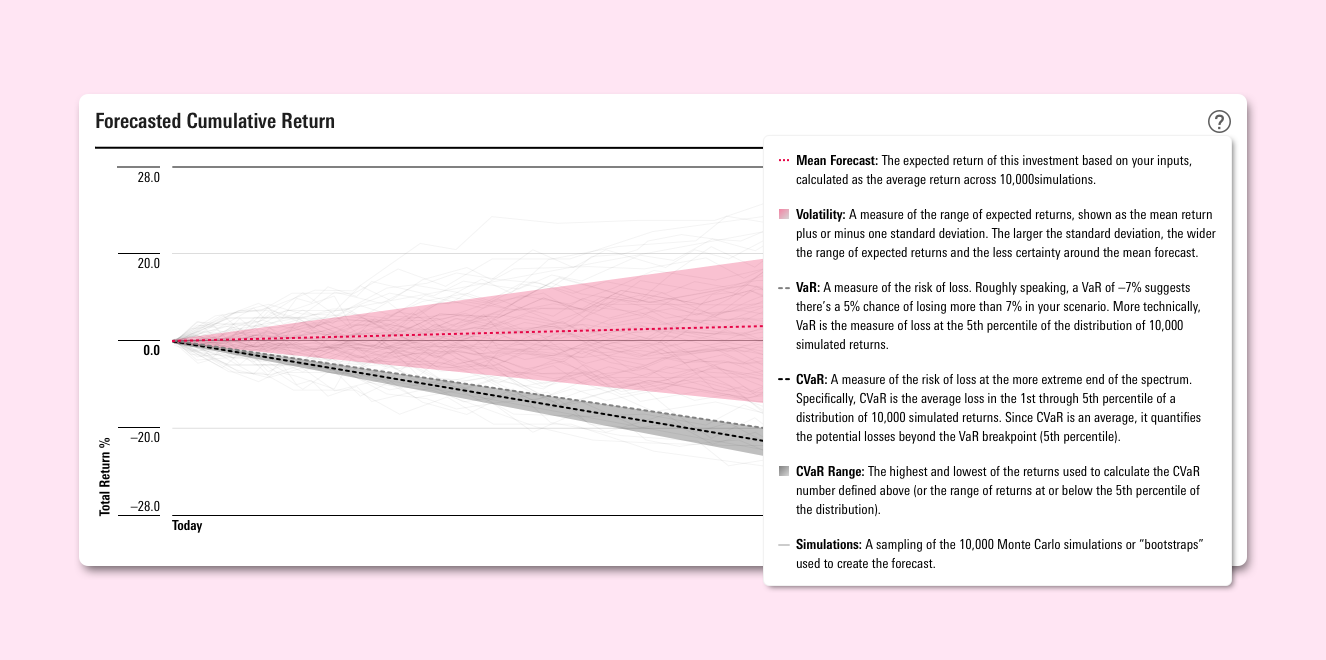 Forecasted Cumulative Return
?
28.0
20.0
0.0
–20.0
–28.0
Total Return %
Today
Mean Forecast: The expected return of this investment based on your inputs,
calculated as the average return across 10,000simulations.
Volatility: A measure of the range of expected returns, shown as the mean return
plus or minus one standard deviation. The larger the standard deviation, the wider
the range of expected returns and the less certainty around the mean forecast.
VaR: A measure of the risk of loss. Roughly speaking, a VaR of –7% suggests
there's a 5% chance of losing more than 7% in your scenario. More technically,
VaR is the measure of loss at the 5th percentile of the distribution of 10,000
simulated returns.
CVaR: A measure of the risk of loss at the more extreme end of the spectrum.
Specifically, CVaR is the average loss in the 1st through 5th percentile of a
distribution of 10,000 simulated returns. Since CVaR is an average, it quantifies
the potential losses beyond the VaR breakpoint (5th percentile).
CVaR Range: The highest and lowest of the returns used to calculate the CVaR
number defined above (or the range of returns at or below the 5th percentile of
the distribution).
Simulations: A sampling of the 10,000 Monte Carlo simulations or “bootstraps”
used to create the forecast.